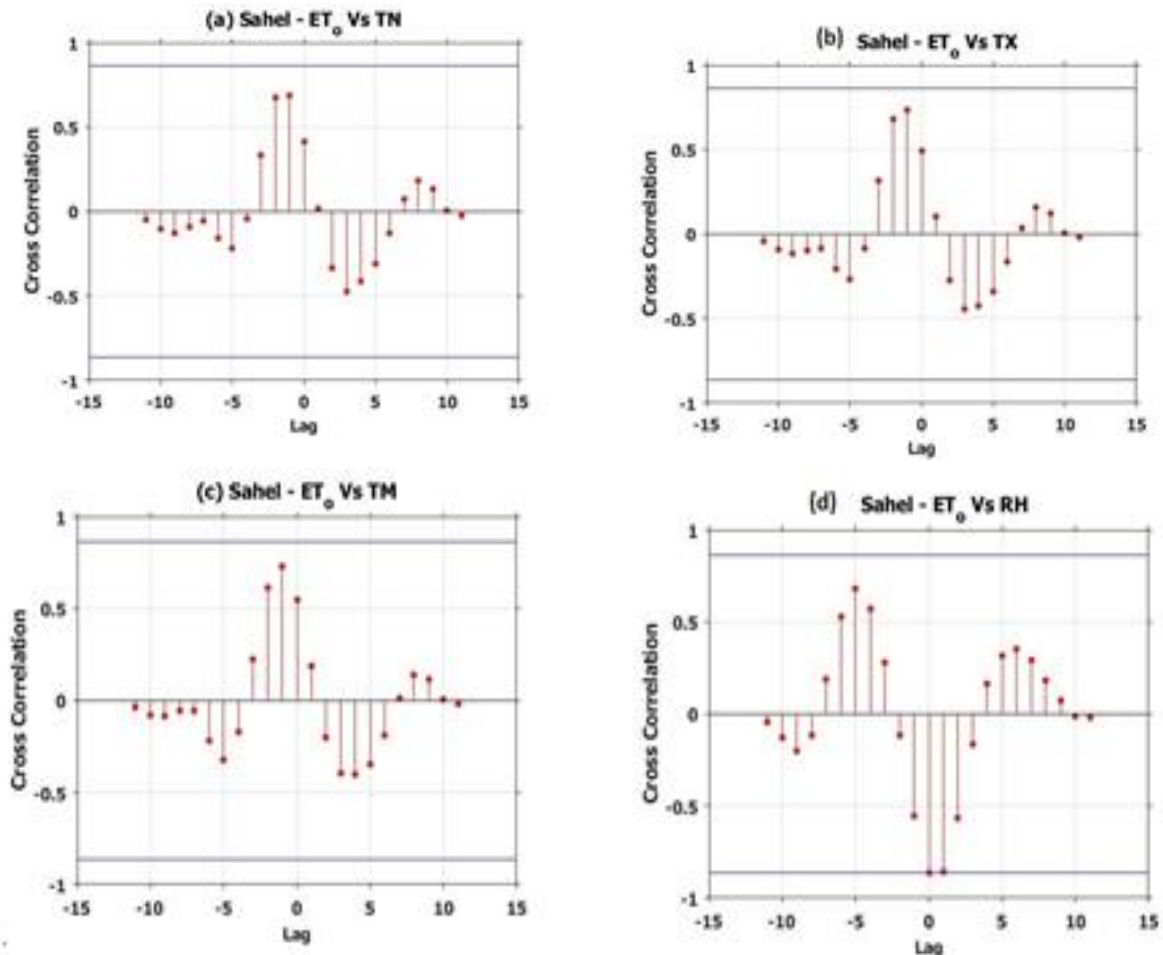 (a) Sahel - ETo Vs TN
1
0.5
0
-0.5
-1
Cross Correlation
-15 -10 -5 0 5 10 15
Lag
(b) Sahel - ETo Vs TX
1
0.5
0
-0.5
-1
Cross Correlation
-15 -10 -5 0 5 10 15
Lag
(c) Sahel - ETo Vs TM
1
0.5
0
-0.5
-1
Cross Correlation
-15 -10 -5 0 5 10 15
Lag
(d) Sahel - ETo Vs RH
1
0.5
0
-0.5
-1
Cross Correlation
-15 -10 -5 0 5 10 15
Lag